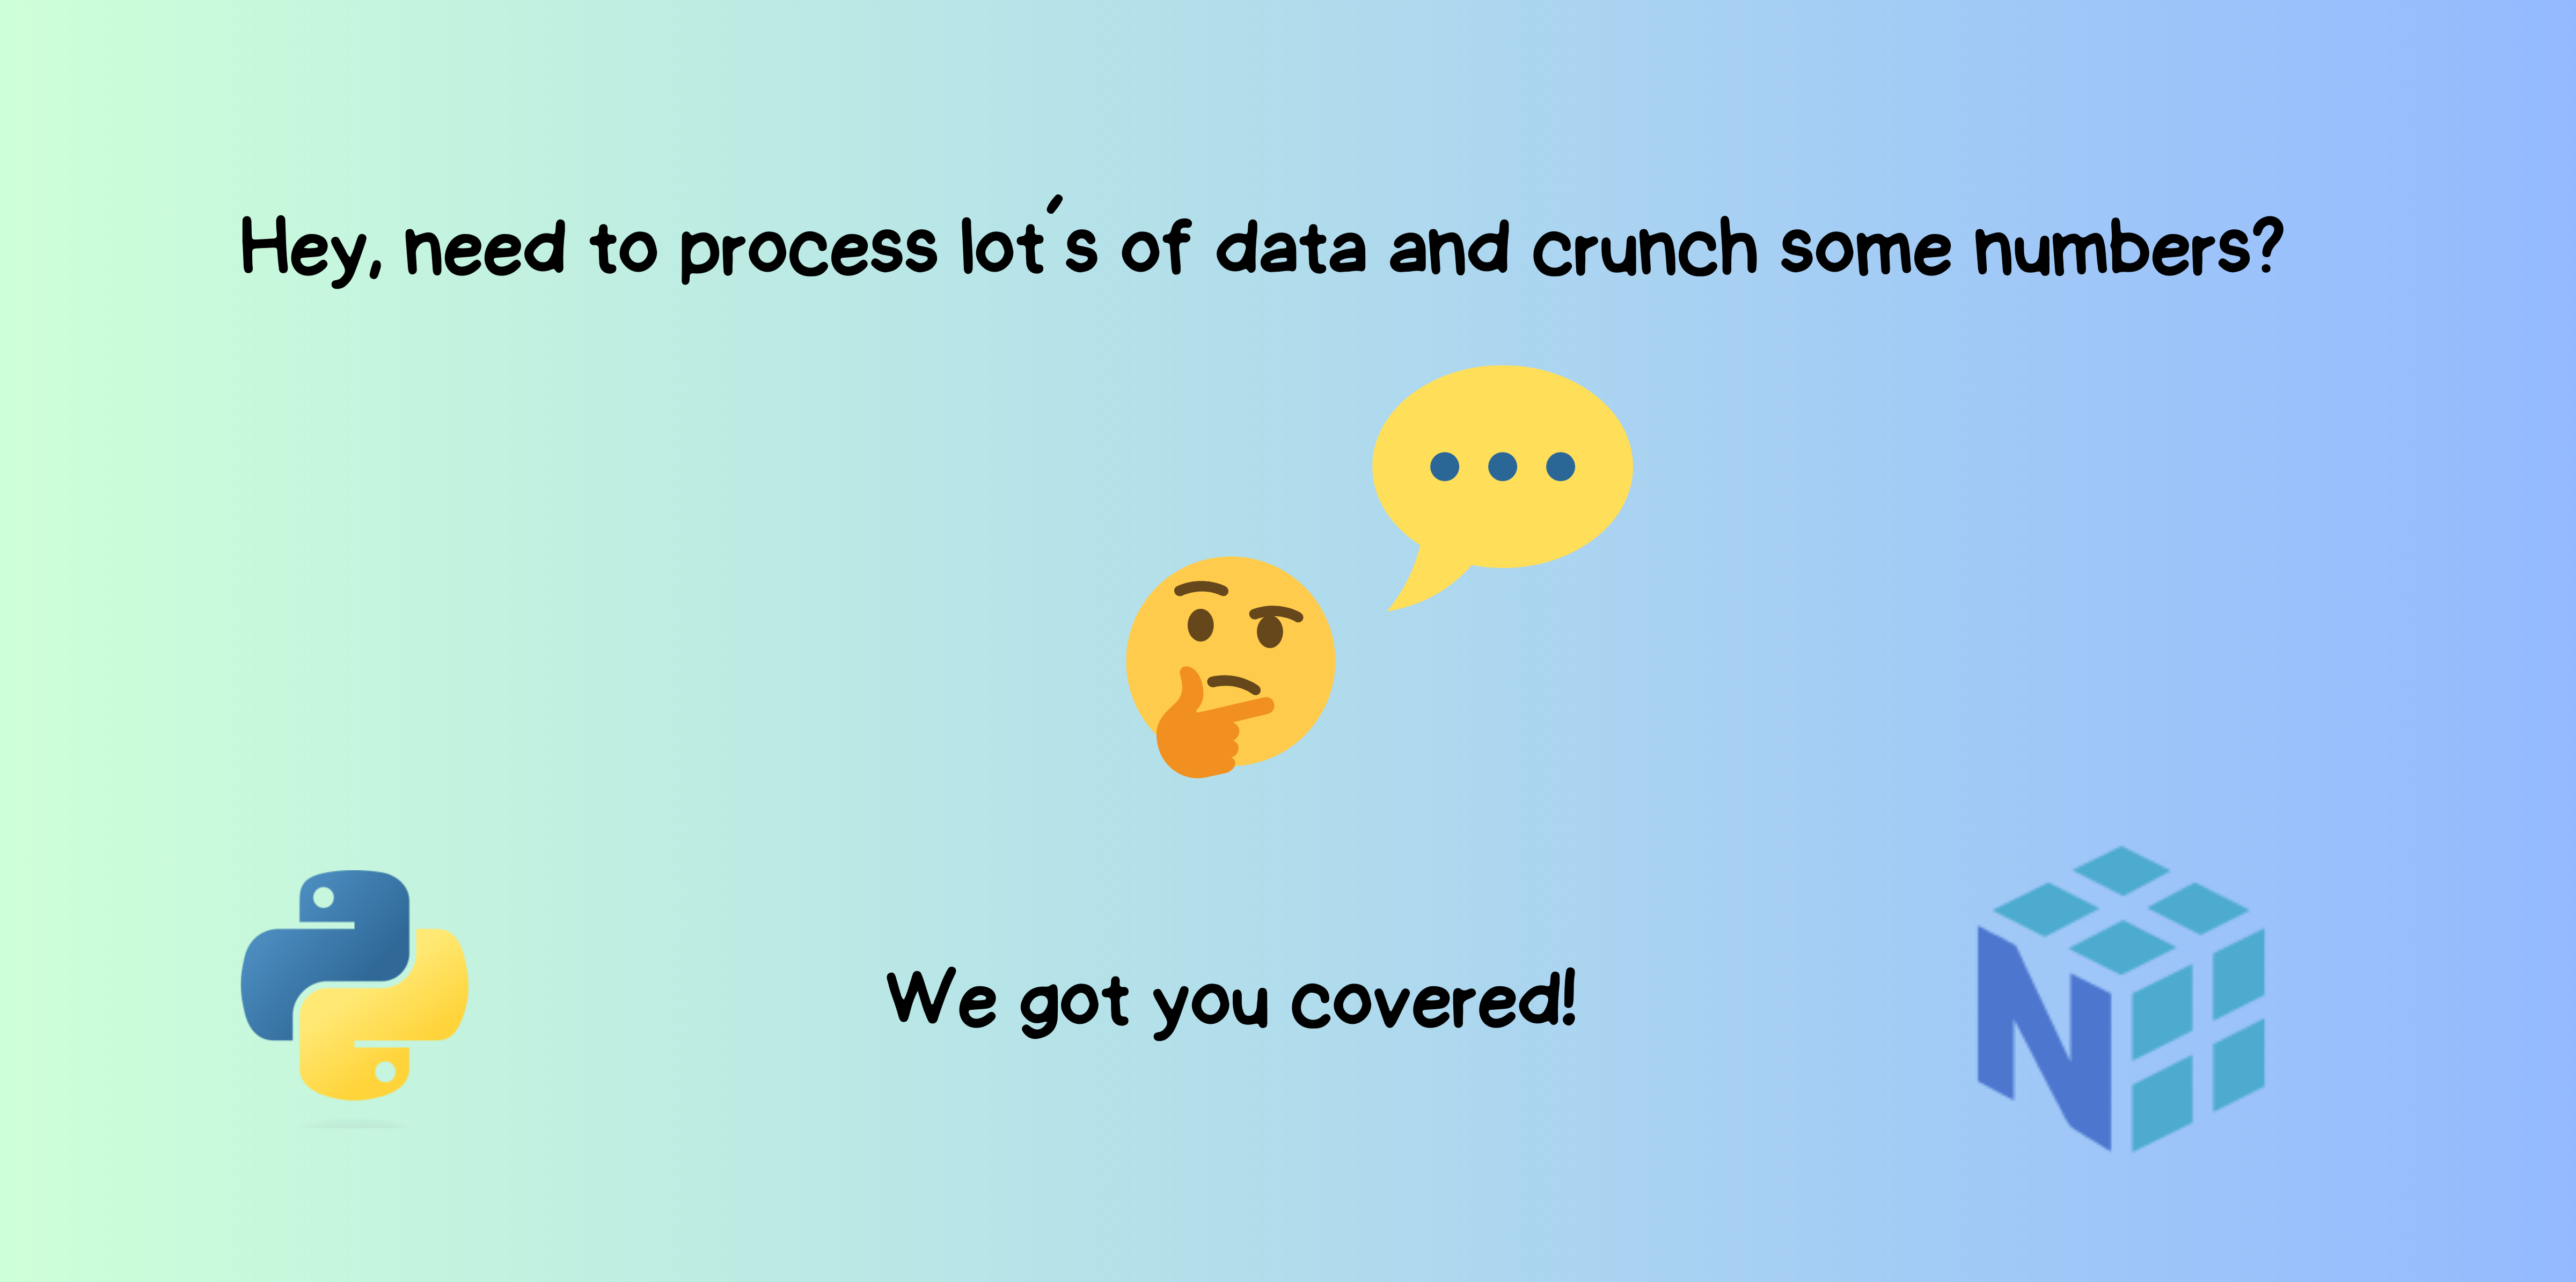 Hey, need to process lot´s of data and crunch some numbers?
We got you covered!